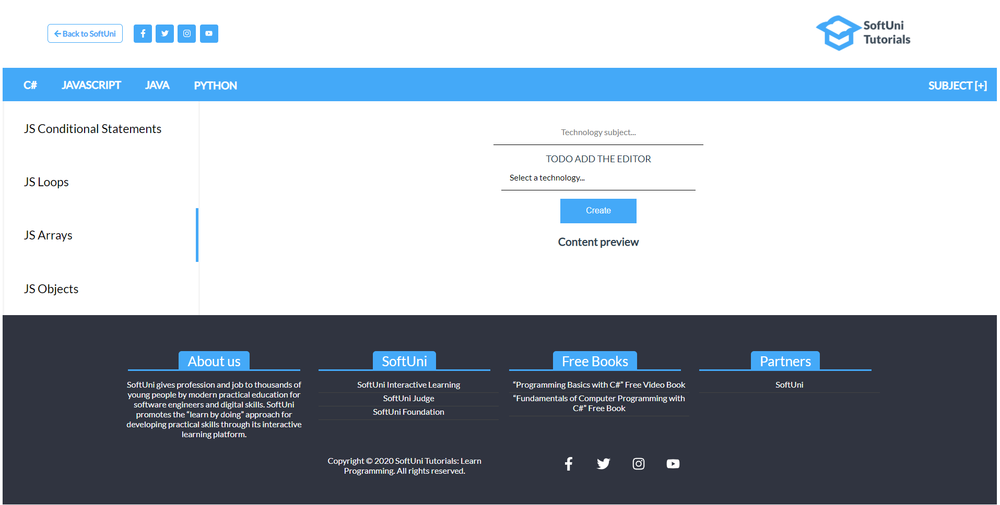 Back to SoftUni
SoftUni
Tutorials
C#
JAVASCRIPT
JAVA
PYTHON
SUBJECT [+]
JS Conditional Statements
JS Loops
JS Arrays
JS Objects
Technology subject...
TODO ADD THE EDITOR
Select a technology...
Create
Content preview
About us
SoftUni gives profession and job to thousands of
young people by modern practical education for
software engineers and digital skills. SoftUni
promotes the “learn by doing” approach for
developing practical skills through its interactive
learning platform.
SoftUni
SoftUni Interactive Learning
SoftUni Judge
SoftUni Foundation
Free Books
“Programming Basics with C#” Free Video Book
“Fundamentals of Computer Programming with
C#” Free Book
Partners
SoftUni
Copyright © 2020 SoftUni Tutorials: Learn
Programming. All rights reserved.